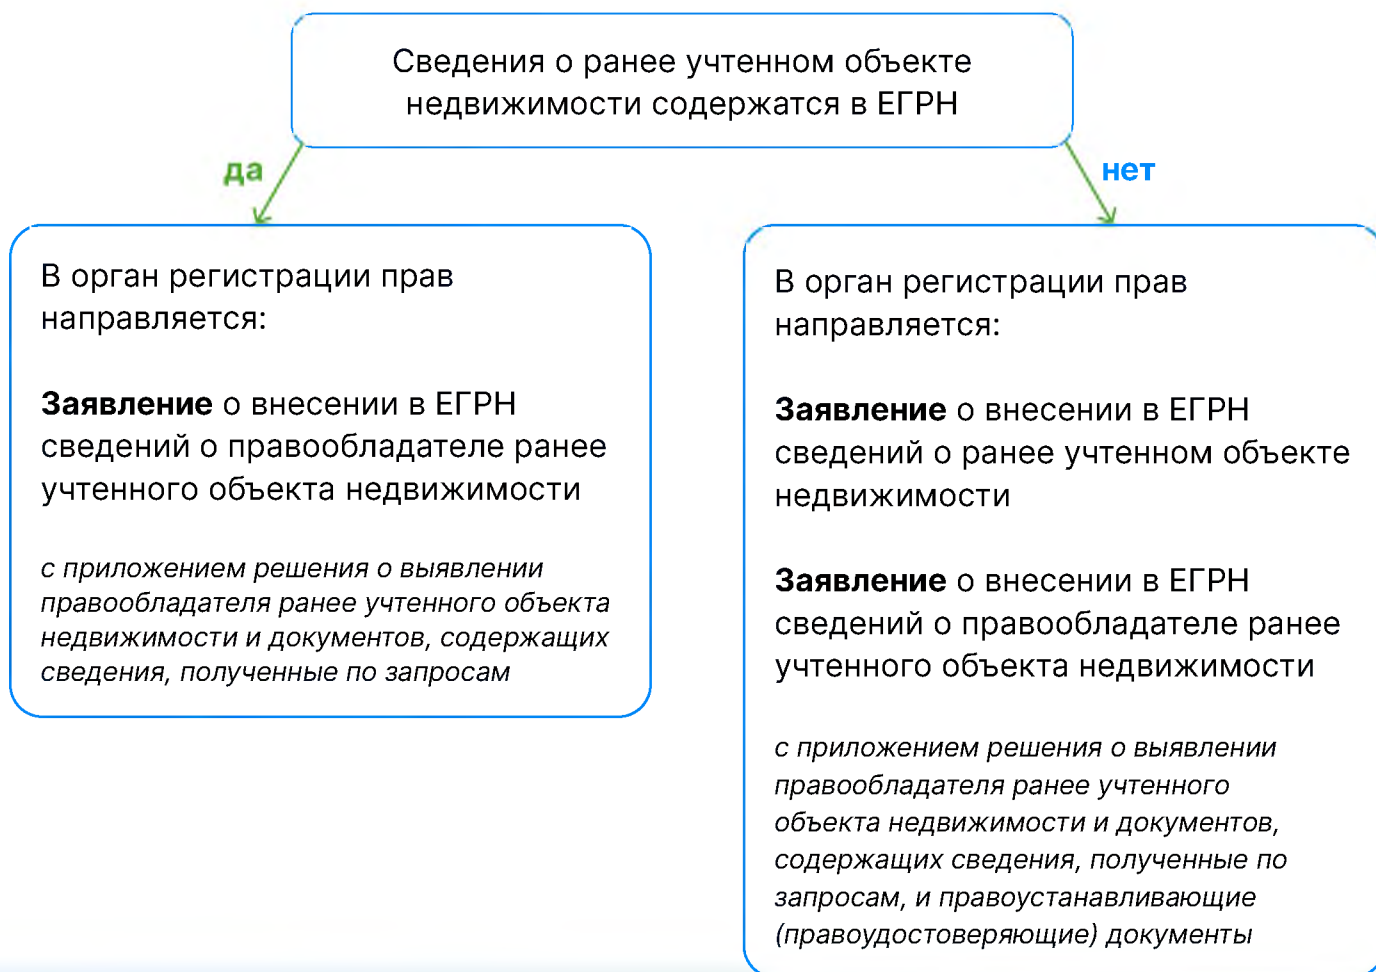 Сведения о ранее учтенном объекте
недвижимости содержатся в ЕГРН
да
нет
В орган регистрации прав
направляется:
Заявление о внесении в ЕГРН
сведений о правообладателе ранее
учтенного объекта недвижимости
с приложением решения о выявлении
правообладателя ранее учтенного объекта
недвижимости и документов, содержащих
сведения, полученные по запросам
В орган регистрации прав
направляется:
Заявление о внесении в ЕГРН
сведений о ранее учтенном объекте
недвижимости
Заявление о внесении в ЕГРН
сведений о правообладателе ранее
учтенного объекта недвижимости
с приложением решения о выявлении
правообладателя ранее учтенного
объекта недвижимости и документов,
содержащих сведения, полученные по
запросам, и правоустанавливающие
(правоудостоверяющие) документы